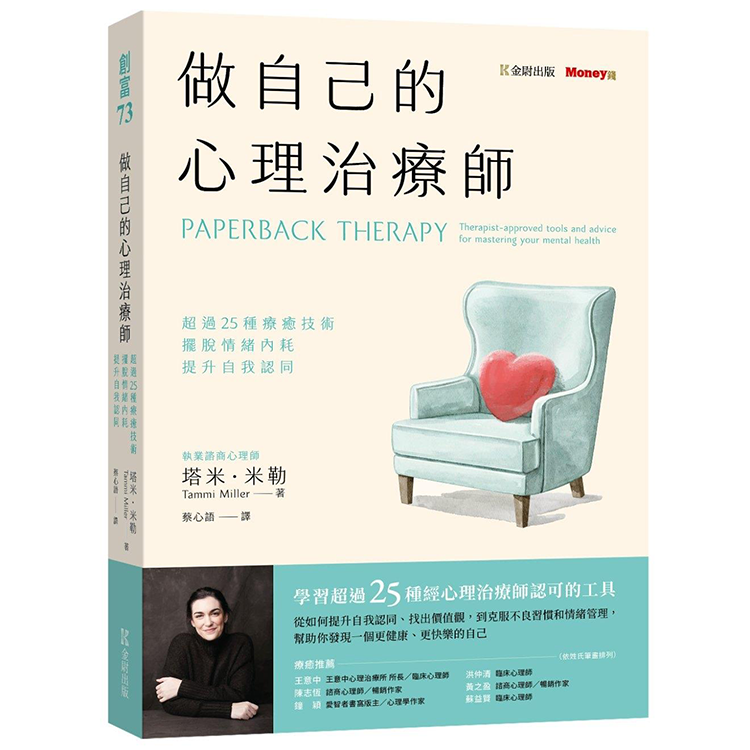 創富
73
做自己的心理治療師
超過25種療癒技術
擺脫情緒內耗
提升自我認同
塔米・米勒
Tammi Miller
著
蔡心語——譯
金尉出版
金尉出版
Money錢
做自己的
心理治療師
PAPERBACK THERAPY
Therapist-approved tools and advice
for mastering your mental health
超過25種療癒技術
擺脫情緒內耗
提升自我認同
執業諮商心理師
塔米・米勒
Tammi Miller——著
蔡心語——譯
學習超過25種經心理治療師認可的工具
從如何提升自我認同、找出價值觀,到克服不良習慣和情緒管理,
幫助你發現一個更健康、更快樂的自己
療癒推薦
(依姓氏筆畫排列)
王意中 王意中心理治療所 所長/臨床心理師
陳志恆 諮商心理師/暢銷作家
鐘 穎 愛智者書窩版主/心理學作家
洪仲清 臨床心理師
黃之盈 諮商心理師/暢銷作家
蘇益賢 臨床心理師